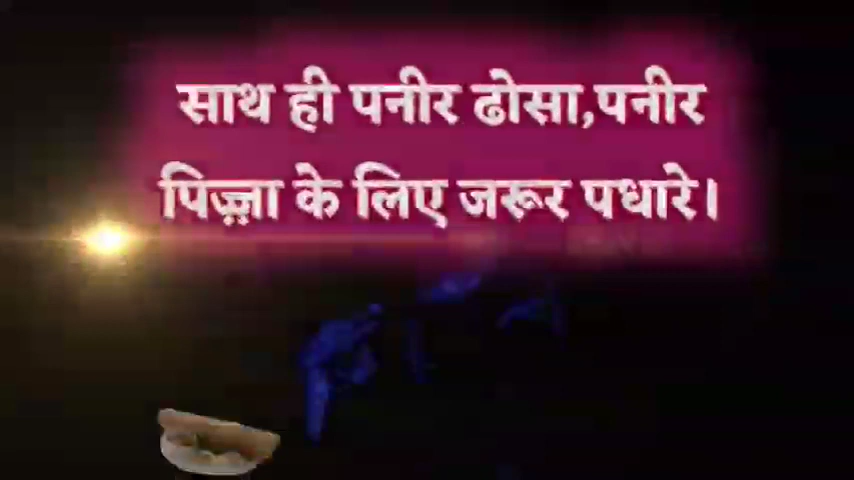 साथ ही पनीर ढोसा,पनीर
पिज़्ज़ा के लिए जरूर पधारे।